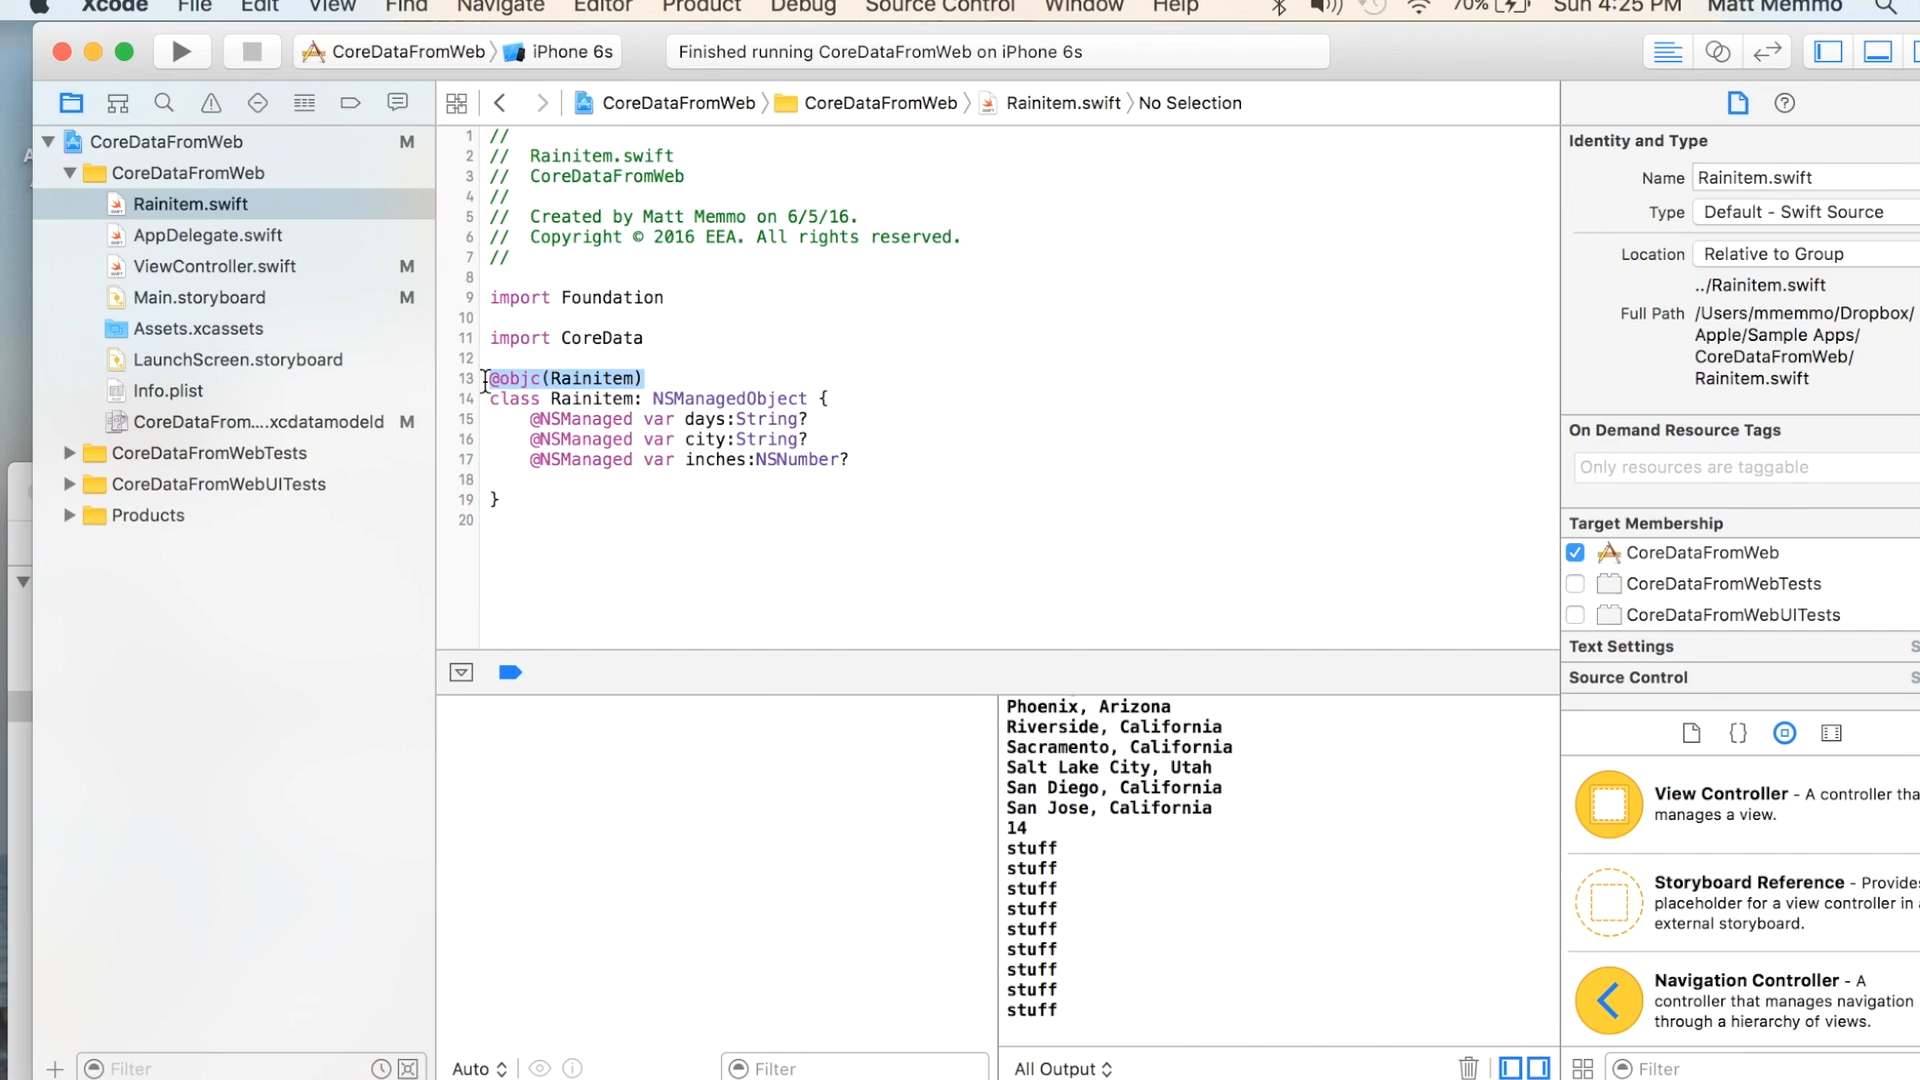 Xcode File Edit View Find Navigate Editor Product Debug Source Control Window Help 70% Sun 4:25 PM Matt Memmo
CoreDataFromWeb iPhone 6s
Finished running CoreDataFromWeb on iPhone 6s
CoreDataFromWeb CoreDataFromWeb Rainitem.swift No Selection
CoreDataFromWeb M
CoreDataFromWeb
Rainitem.swift
AppDelegate.swift
ViewController.swift M
Main.storyboard M
Assets.xcassets
LaunchScreen.storyboard
Info.plist
CoreDataFrom....xcdatamodeld M
CoreDataFromWebTests
CoreDataFromWebUITests
Products
Filter
1 //
2 // Rainitem.swift
3 // CoreDataFromWeb
4 //
5 // Created by Matt Memmo on 6/5/16.
6 // Copyright © 2016 EEA. All rights reserved.
7 //
8
9 import Foundation
10
11 import CoreData
12
13 @objc(Rainitem)
14 class Rainitem: NSManagedObject {
15 @NSManaged var days:String?
16 @NSManaged var city:String?
17 @NSManaged var inches:NSNumber?
18
19 }
20
Auto
Filter
Phoenix, Arizona
Riverside, California
Sacramento, California
Salt Lake City, Utah
San Diego, California
San Jose, California
14
stuff
stuff
stuff
stuff
stuff
stuff
stuff
stuff
stuff
All Output
Identity and Type
Name Rainitem.swift
Type Default - Swift Source
Location Relative to Group
../Rainitem.swift
Full Path /Users/mmemmo/Dropbox/
Apple/Sample Apps/
CoreDataFromWeb/
Rainitem.swift
On Demand Resource Tags
Only resources are taggable
Target Membership
CoreDataFromWeb
CoreDataFromWebTests
CoreDataFromWebUITests
Text Settings S
Source Control S
View Controller - A controller tha
manages a view.
Storyboard Reference - Provides
placeholder for a view controller in a
external storyboard.
Navigation Controller - A
controller that manages navigation
through a hierarchy of views.
Filter